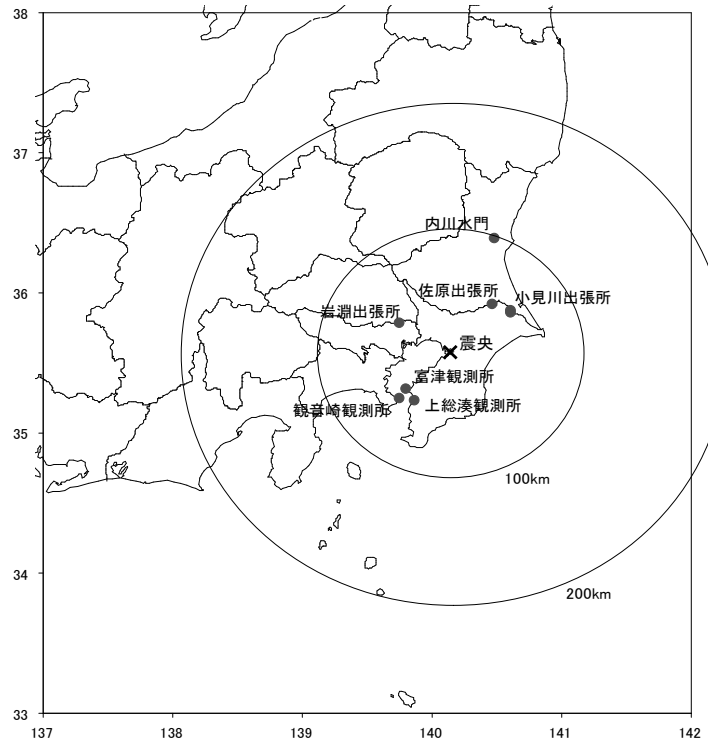 38
37
内川水門
36
佐原出張所
小見川出張所
岩淵出張所
震央
富津観測所
観音崎観測所
上総湊観測所
35
100km
34
200km
33
137
138
139
140
141
142